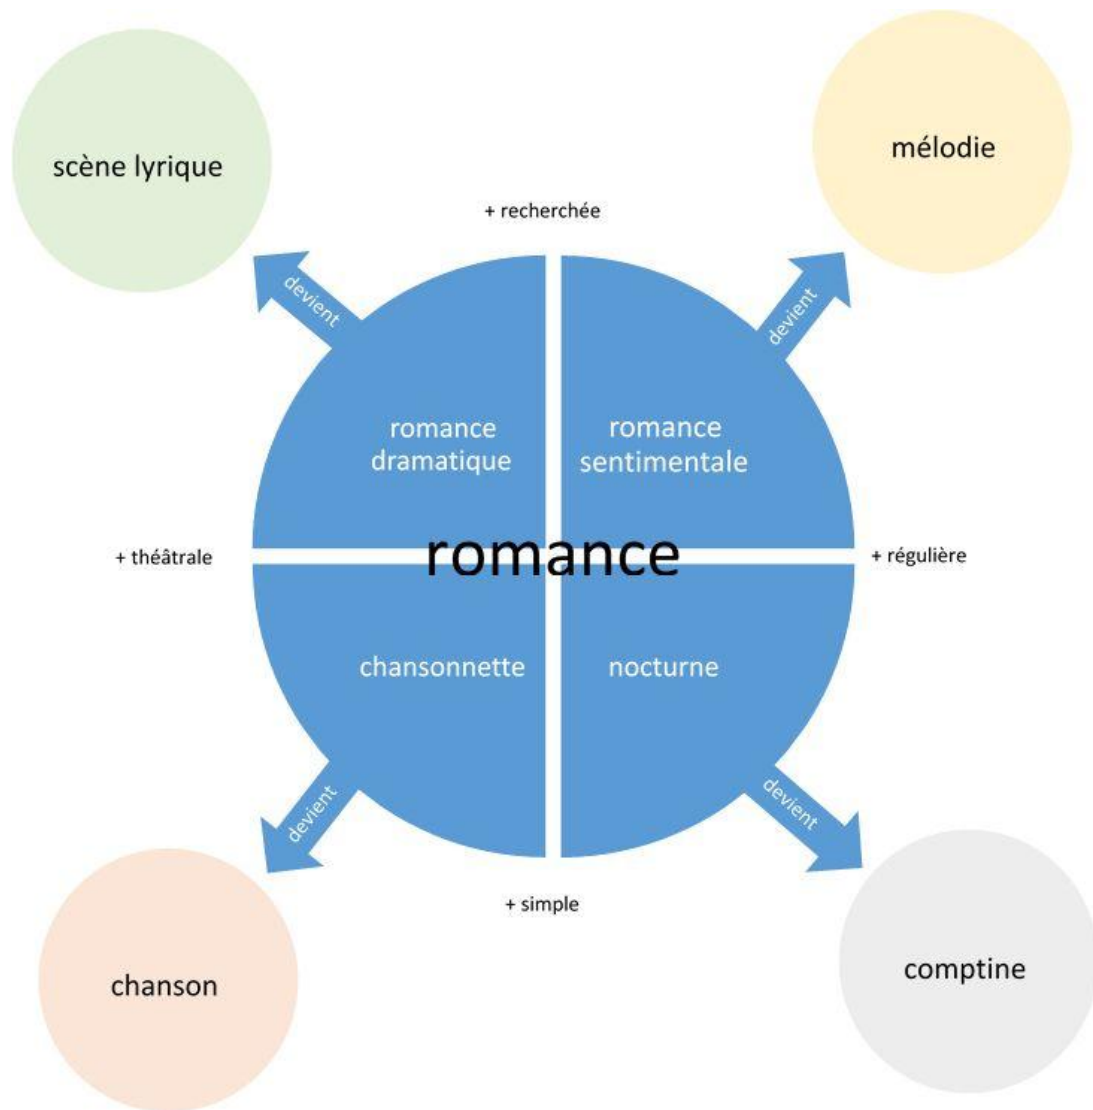 scène lyrique
mélodie
+ recherchée
devient
devient
romance
dramatique
romance
sentimentale
+ théâtrale
romance
+ régulière
chansonnette
nocturne
devient
devient
+ simple
chanson
comptine